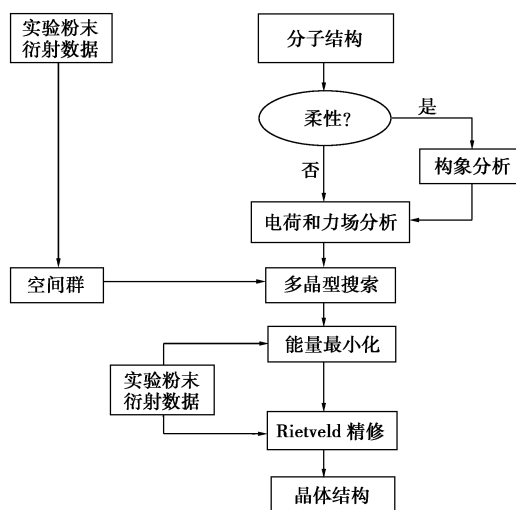 实验粉末
衍射数据
分子结构
柔性?
是
否
构象分析
电荷和力场分析
空间群
多晶型搜索
能量最小化
实验粉末
衍射数据
Rietveld 精修
晶体结构